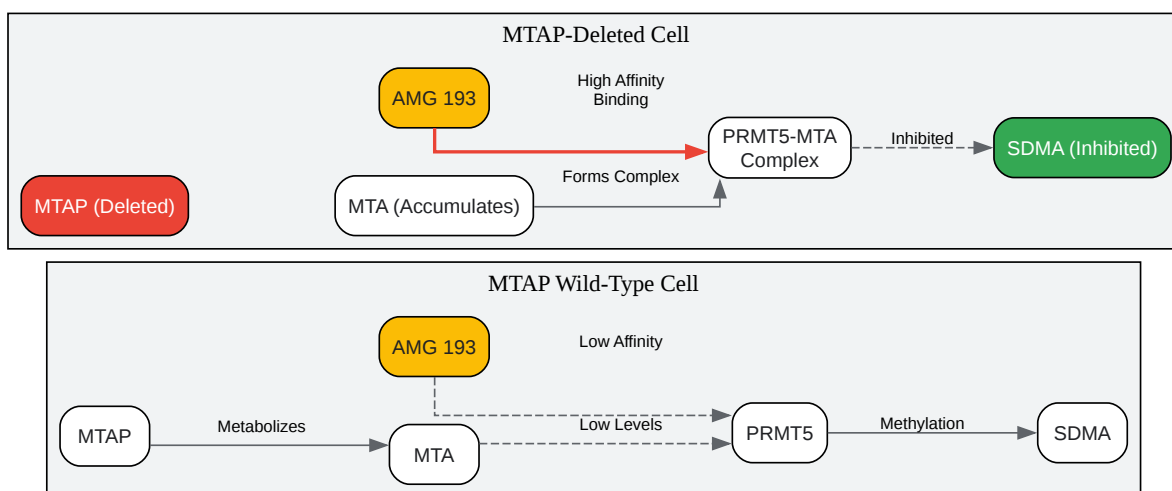 MTAP-Deleted Cell
AMG 193
High Affinity
Binding
PRMT5-MTA
Complex
Inhibited
SDMA (Inhibited)
Forms Complex
MTAP (Deleted)
MTA (Accumulates)
MTAP Wild-Type Cell
AMG 193
Low Affinity
MTAP
Metabolizes
MTA
Low Levels
PRMT5
Methylation
SDMA